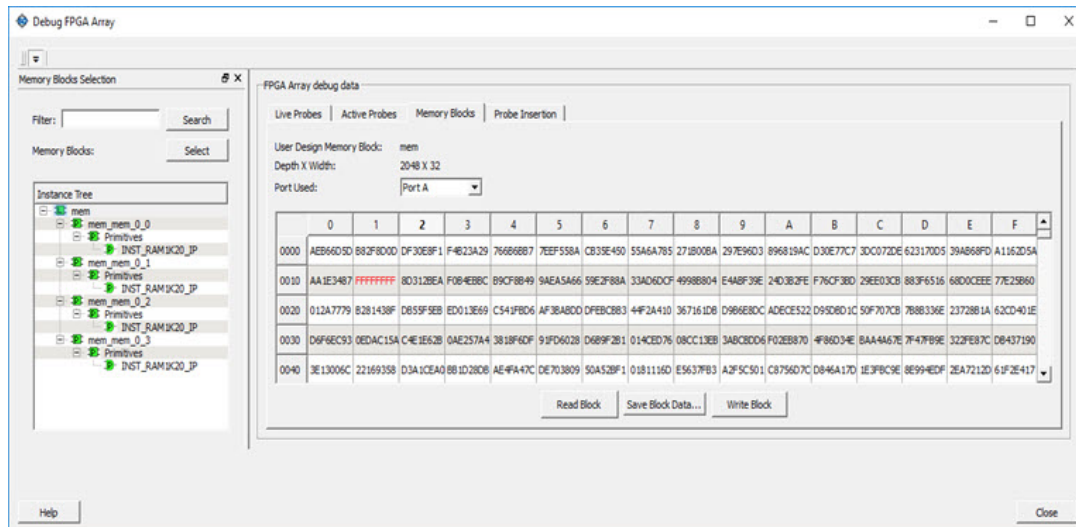 Debug FPGA Array
Memory Blocks Selection
Filter: Search
Memory Blocks: Select
Instance Tree
mem
mem_mem_0_0
Primitives
INST_RAM1K20_IP
mem_mem_0_1
Primitives
INST_RAM1K20_IP
mem_mem_0_2
Primitives
INST_RAM1K20_IP
mem_mem_0_3
Primitives
INST_RAM1K20_IP
FPGA Array debug data
Live Probes Active Probes Memory Blocks Probe Insertion
User Design Memory Block: mem
Depth X Width: 2048 X 32
Port Used: Port A
0 1 2 3 4 5 6 7 8 9 A B C D E F
0000 AEB66D5D B82F8D0D DF30E8F1 F4B23A29 766B6BB7 7EEF558A CB35E450 55A6A785 271B00BA 297E96D3 896819AC D30E77C7 3DC072DE 623170D5 39AB68FD A1162D5A
0010 AA1E3487 FFFFFFFF 8D312BEA F0B4EBBC B9CF8B49 9AEA5A66 59E2F88A 33AD6DCF 4998B804 E4A8F39E 24D3B2FE F76CF3BD 29EE03CB 883F6516 68D0CEEE 77E25B60
0020 012A7779 B281438F DB55F5EB ED013E69 C541FBD6 AF3BABDD DFEBCBB3 44F2A410 367161DB D9B6E8DC ADECE522 D95D8D1C 50F707CB 7B8B336E 23728B1A 62CD401E
0030 D6F6EC93 0EDAC15A C4E1E62B 0AE257A4 3818F6DF 91FD6028 D6B9F2B1 014CED76 08CC13EB 3ABCBDD6 F02EB870 4F86D34E BAA4A67E 7F47FB9E 322FE87C DB437190
0040 3E13006C 22169358 D3A1CEA0 BB1D28DB AE4FA47C DE703809 50A52BF1 0181116D E5637FB3 A2F5C501 C8756D7C D846A17D 1E3FBC9E 8E994EDF 2EA7212D 61F2E417
Read Block Save Block Data... Write Block
Help Close